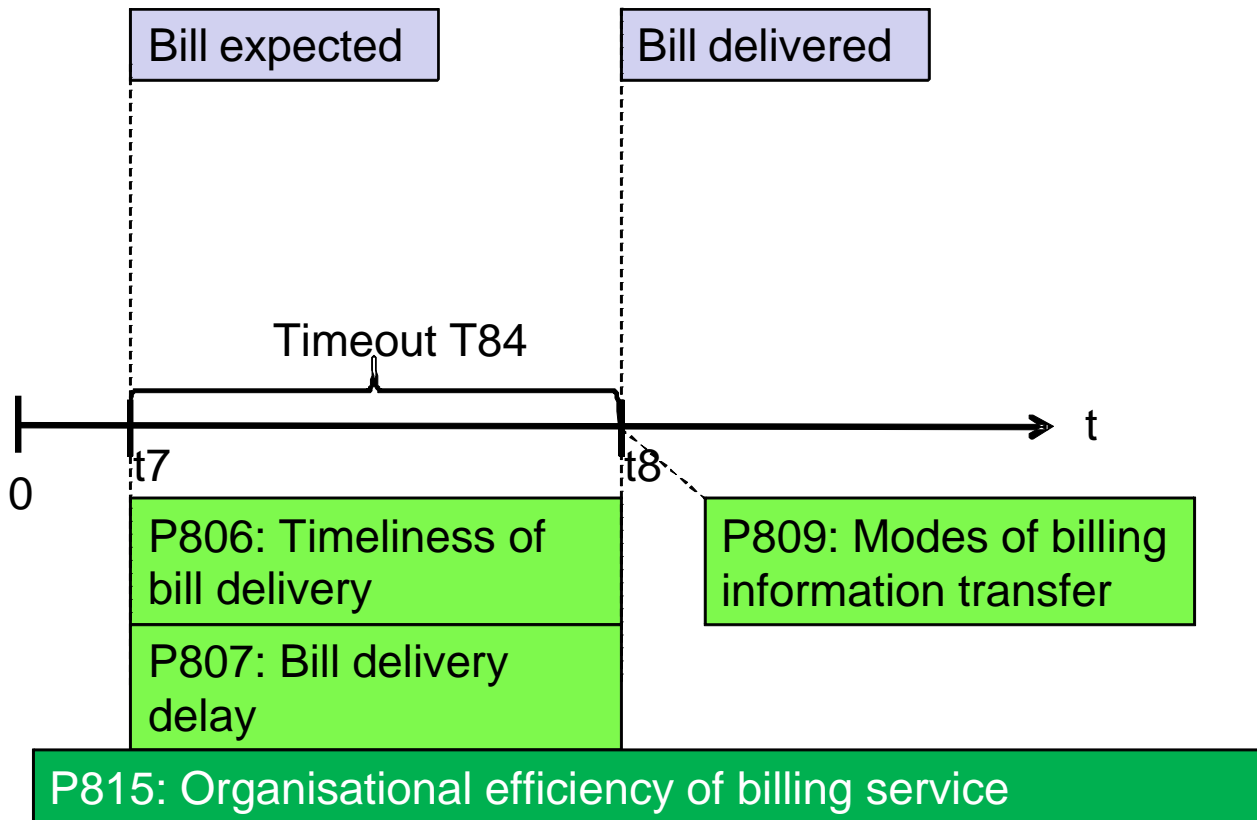 Bill expected
Bill delivered
Timeout T84
t
t7
t8
0
P806: Timeliness of
bill delivery
P809: Modes of billing
information transfer
P807: Bill delivery
delay
P815: Organisational efficiency of billing service